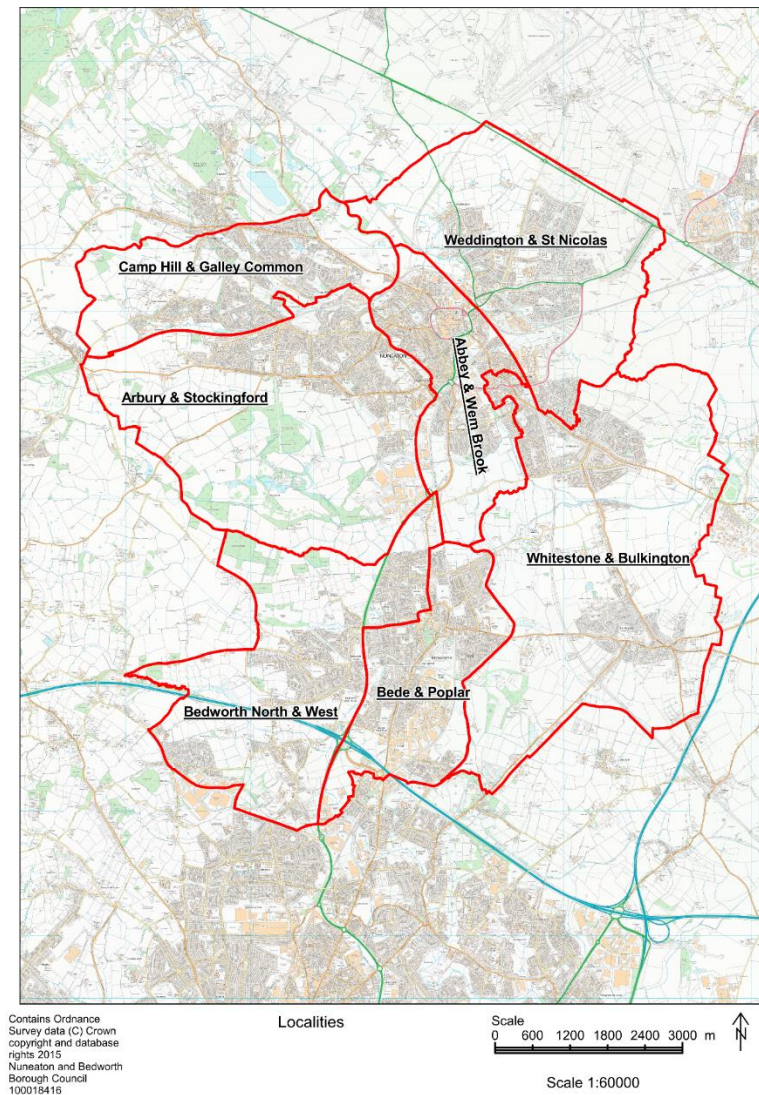 Weddington & St Nicolas
Camp Hill & Galley Common
Abbey & Wem Brook
NUNEATON
Arbury & Stockingford
Whitestone & Bulkington
Bede & Poplar
Bedworth North & West
Contains Ordnance
Survey data (C) Crown
copyright and database
rights 2015
Nuneaton and Bedworth
Borough Council
100018416
Localities
Scale
0 600 1200 1800 2400 3000 m
Scale 1:60000
N